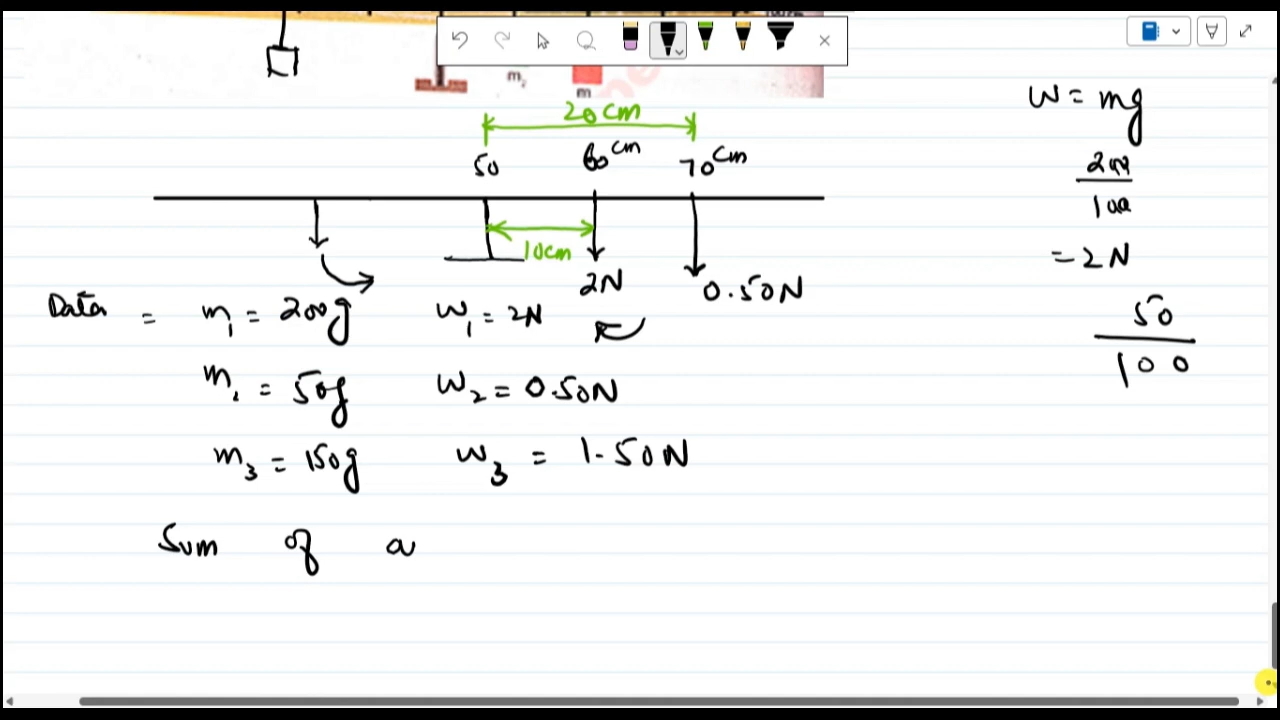 m₂
m
20cm
50 60cm 70cm
10cm
2N 0.50N
W = mg
200
100
= 2N
50
100
Data = m₁ = 200g W₁ = 2N
= 50g W₂ = 0.50N
m₃ = 150g W₃ = 1.50N
Sum of a